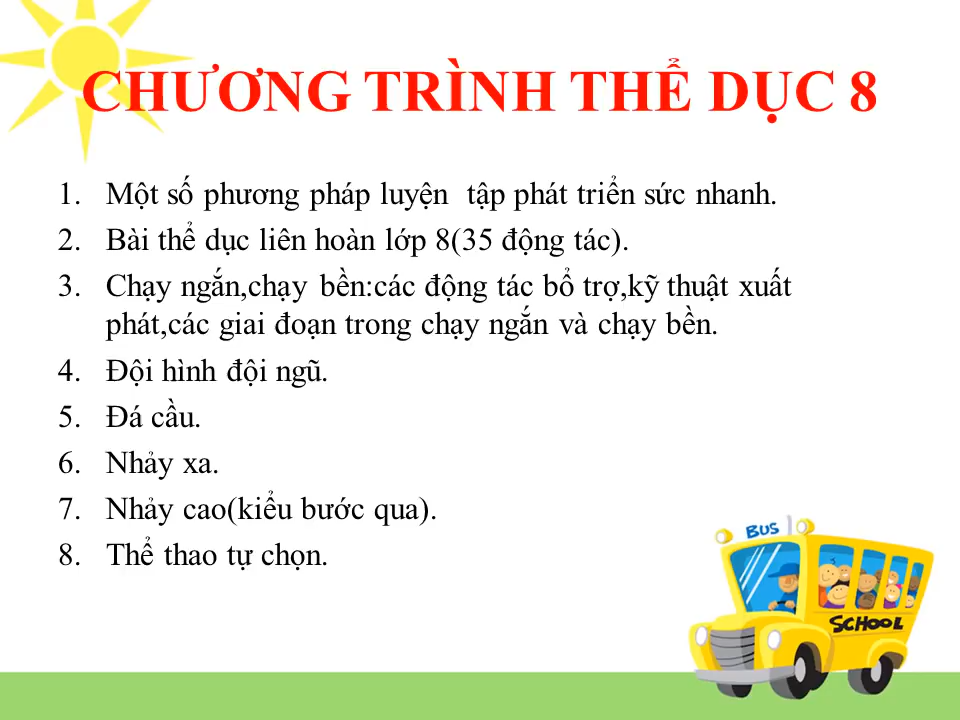 CHƯƠNG TRÌNH THỂ DỤC 8
1. Một số phương pháp luyện  tập phát triển sức nhanh.
2. Bài thể dục liên hoàn lớp 8(35 động tác).
3. Chạy ngắn,chạy bền:các động tác bổ trợ,kỹ thuật xuất
phát,các giai đoạn trong chạy ngắn và chạy bền.
4. Đội hình đội ngũ.
5. Đá cầu.
6. Nhảy xa.
7. Nhảy cao(kiểu bước qua).
8. Thể thao tự chọn.
BUS
SCHOOL